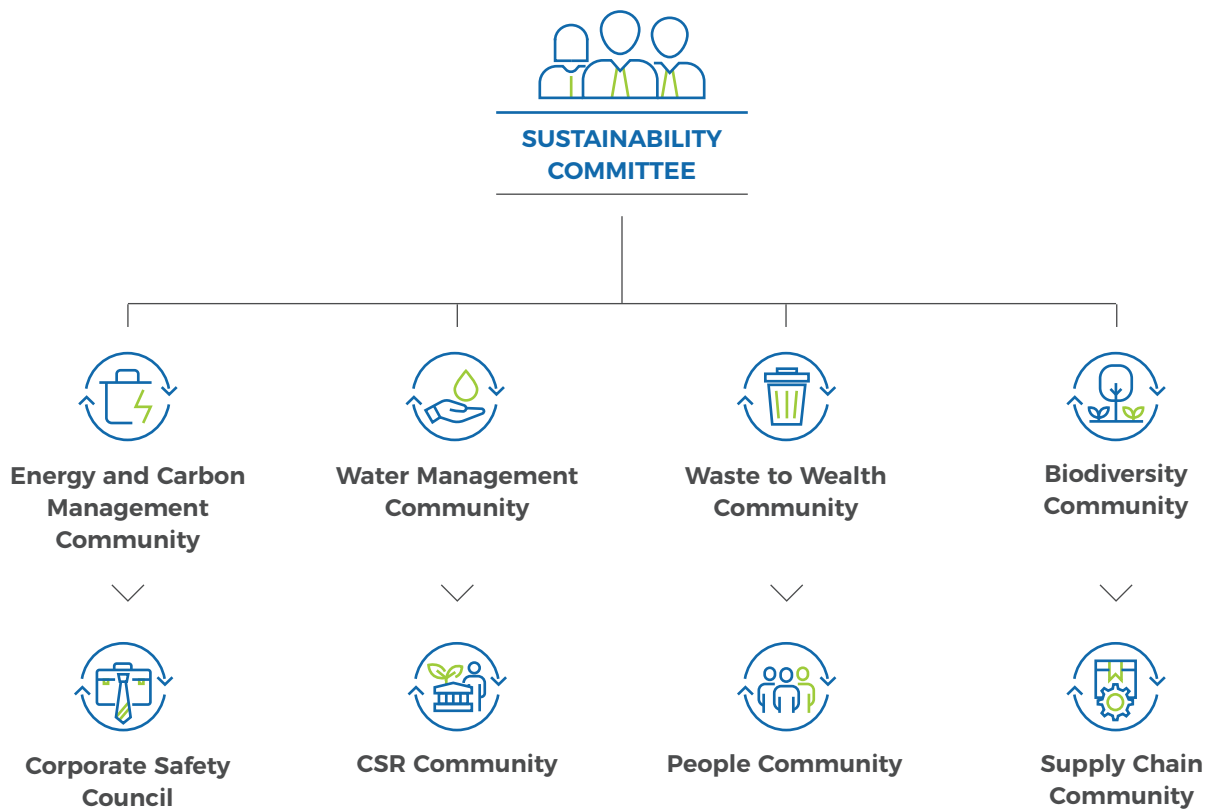 SUSTAINABILITY
COMMITTEE
Energy and Carbon
Management
Community
Water Management
Community
Waste to Wealth
Community
Biodiversity
Community
Corporate Safety
Council
CSR Community
People Community
Supply Chain
Community